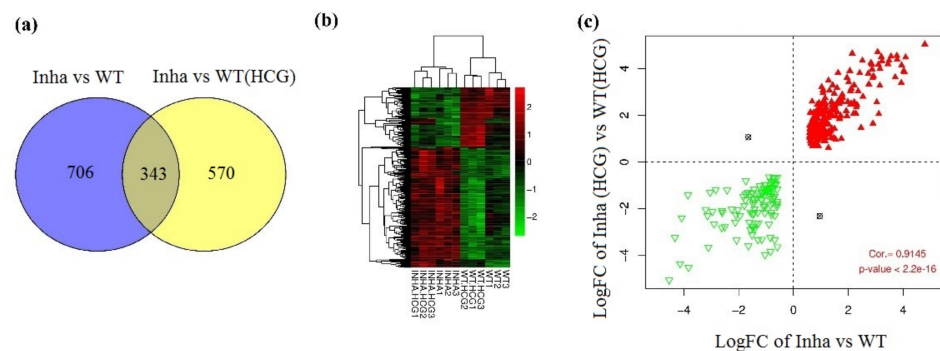 (a)
Inha vs WT
Inha vs WT(HCG)
706
343
570
(b)
2
1
0
-1
-2
INHA.HCG1
INHA.HCG2
INHA.HCG3
INHA1
INHA2
INHA3
WT.HCG2
WT.HCG1
WT.HCG3
WT1
WT2
WT3
(c)
LogFC of Inha (HCG) vs WT(HCG)
4
2
0
-2
-4
Cor.= 0.9145
p-value < 2.2e-16
-4
-2
0
2
4
LogFC of Inha vs WT